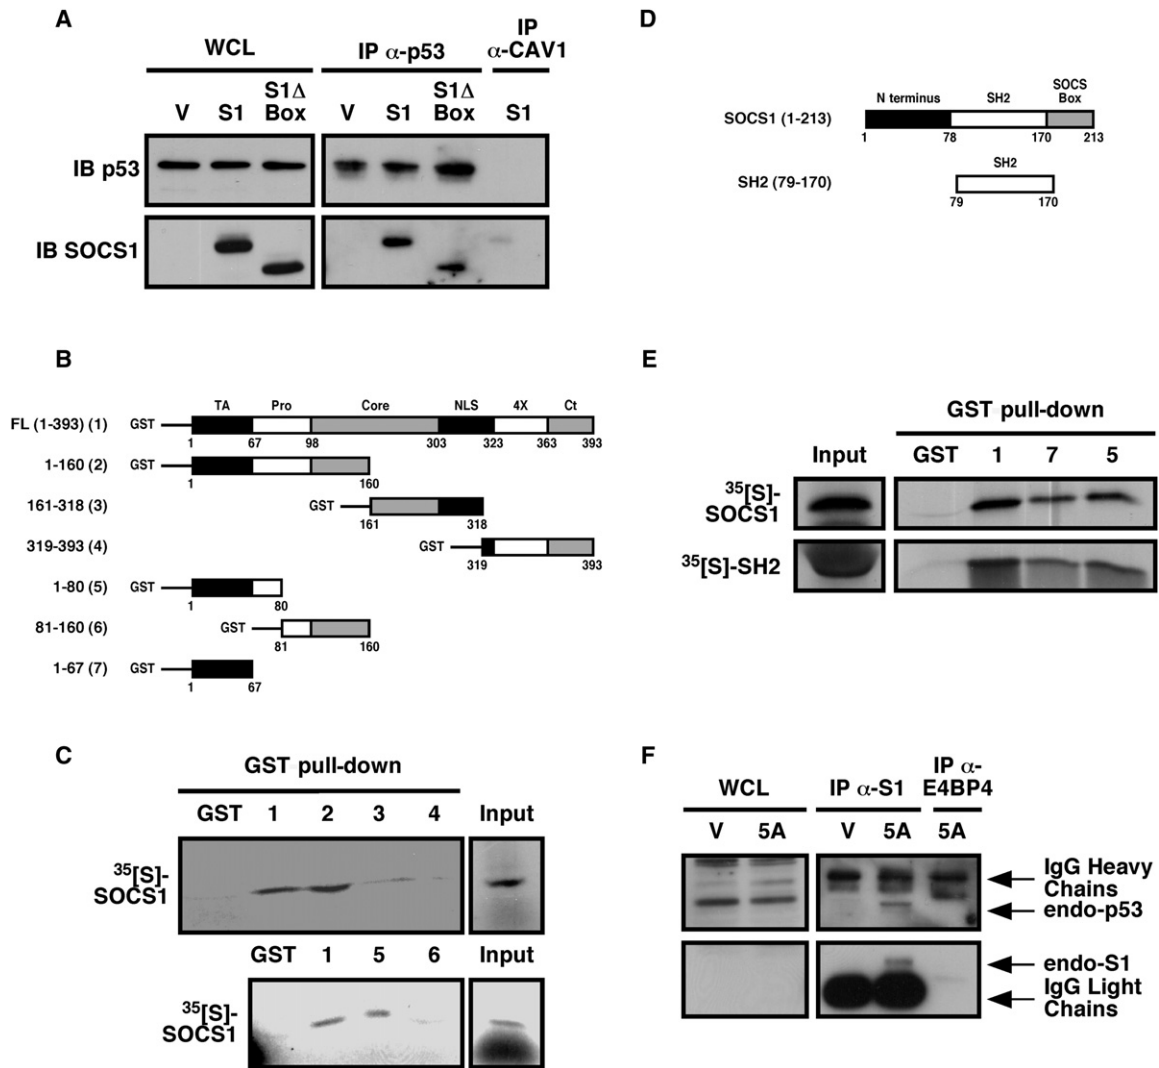 A
WCL
IP α-p53
IP
α-CAV1
V S1 S1Δ Box
V S1 S1Δ Box
S1
IB p53
IB SOCS1
B
TA Pro Core NLS 4X Ct
FL (1-393) (1) GST
1 67 98 303 323 363 393
1-160 (2) GST
1 160
161-318 (3) GST
161 318
319-393 (4) GST
319 393
1-80 (5) GST
1 80
81-160 (6) GST
81 160
1-67 (7) GST
1 67
C
GST pull-down
GST 1 2 3 4 Input
35[S]-
SOCS1
GST 1 5 6 Input
35[S]-
SOCS1
D
N terminus SH2 SOCS Box
SOCS1 (1-213)
1 78 170 213
SH2
SH2 (79-170)
79 170
E
GST pull-down
Input GST 1 7 5
35[S]-
SOCS1
35[S]-SH2
F
WCL
IP α-S1
IP α-
E4BP4
V 5A V 5A 5A
IgG Heavy
Chains
endo-p53
endo-S1
IgG Light
Chains